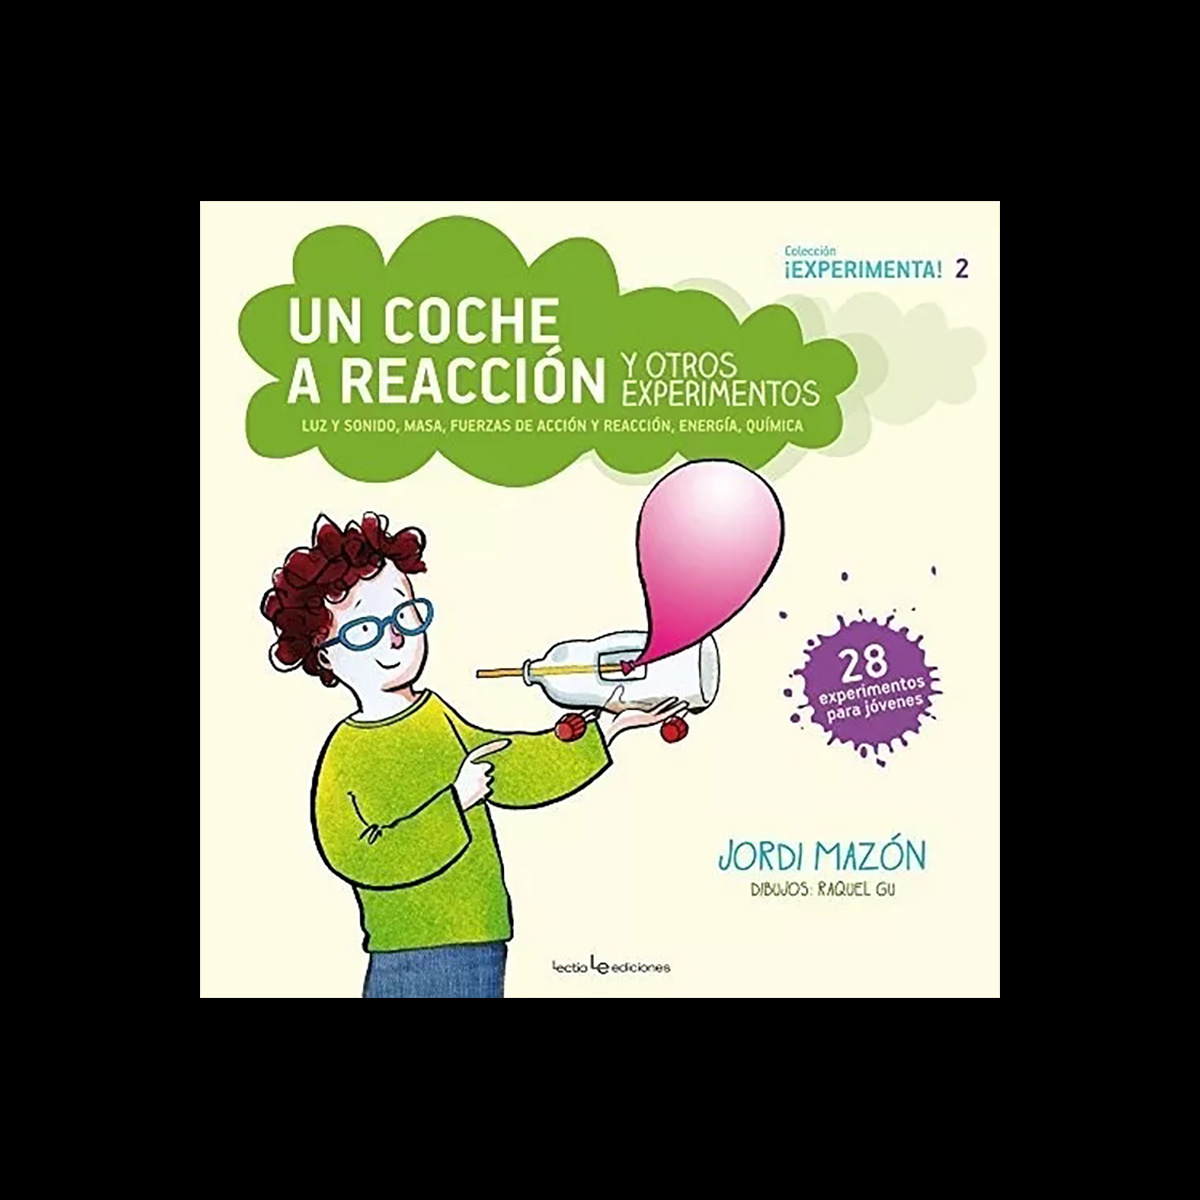 Colección
¡EXPERIMENTA! 2
UN COCHE
A REACCIÓN
Y OTROS
EXPERIMENTOS
LUZ Y SONIDO, MASA, FUERZAS DE ACCIÓN Y REACCIÓN, ENERGÍA, QUÍMICA
28
experimentos
para jóvenes
JORDI MAZÓN
DIBUJOS: RAQUEL GU
Lectio Le ediciones